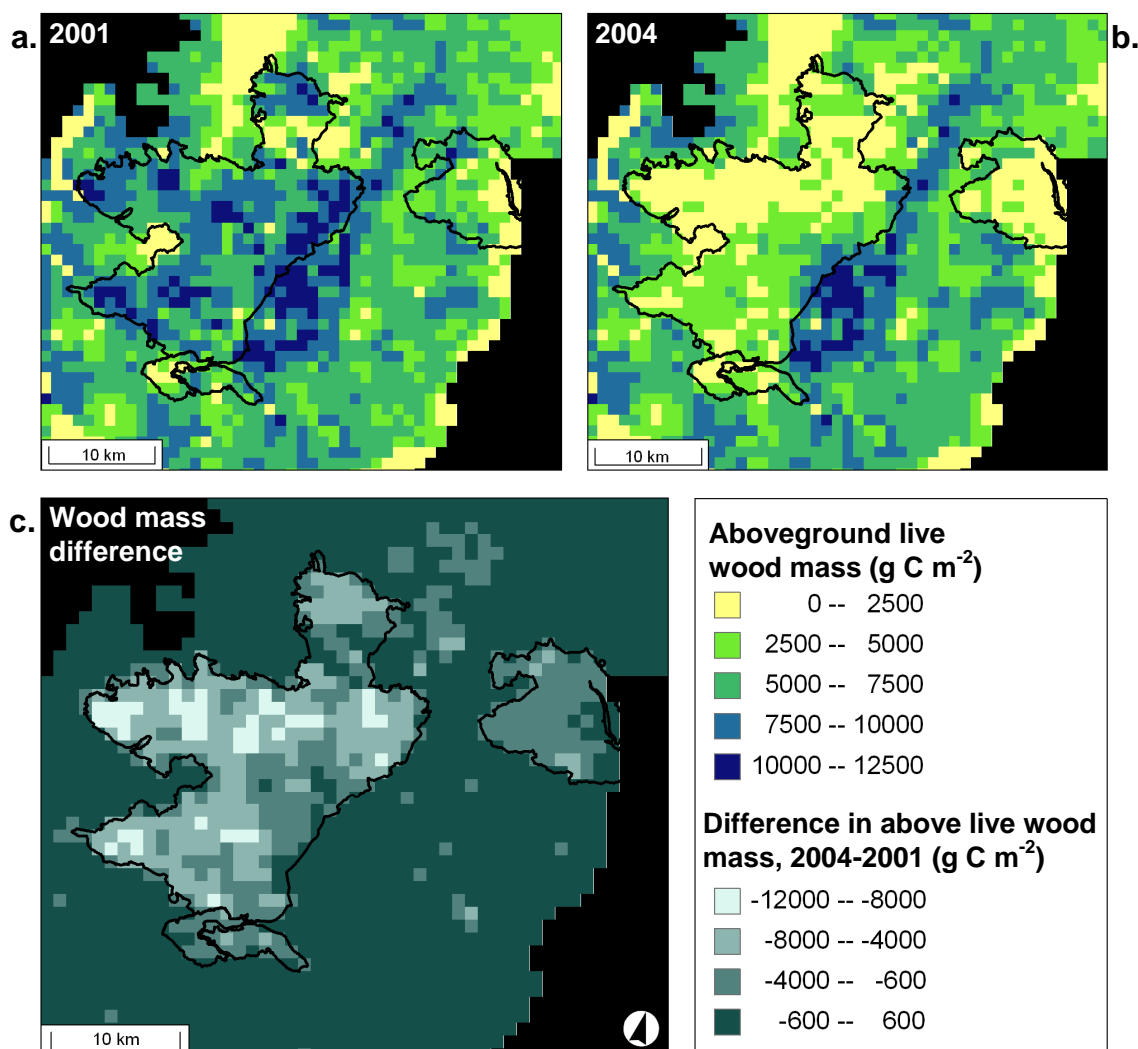 a.
2001
2004
b.
10 km
10 km
c.
Wood mass
difference
10 km
Aboveground live
wood mass (g C m-2)
0 -- 2500
2500 -- 5000
5000 -- 7500
7500 -- 10000
10000 -- 12500
Difference in above live wood
mass, 2004-2001 (g C m-2)
-12000 -- -8000
-8000 -- -4000
-4000 -- -600
-600 -- 600